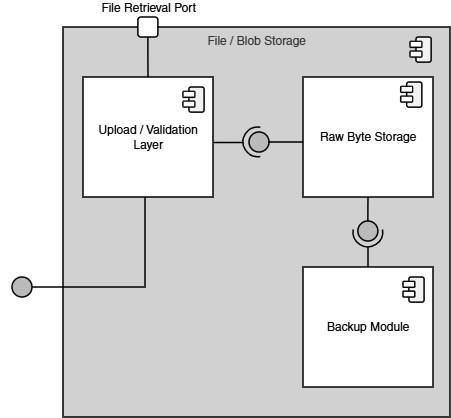 File Retrieval Port
File / Blob Storage
Upload / Validation
Layer
Raw Byte Storage
Backup Module